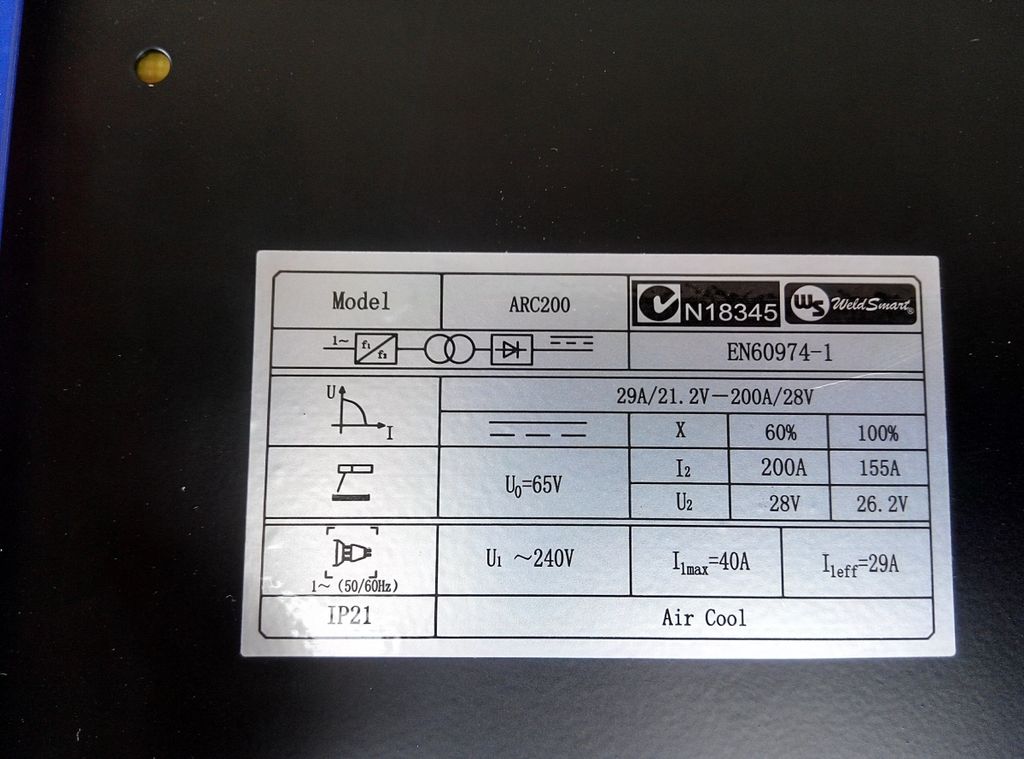 Model ARC200 N18345 WS WeldSmart®
1~ f₁ f₂ EN60974-1
U I 29A/21.2V—200A/28V
X 60% 100%
U₀=65V I₂ 200A 155A
U₂ 28V 26.2V
1~ (50/60Hz) U₁ ~240V I₁max=40A I₁eff=29A
IP21 Air Cool